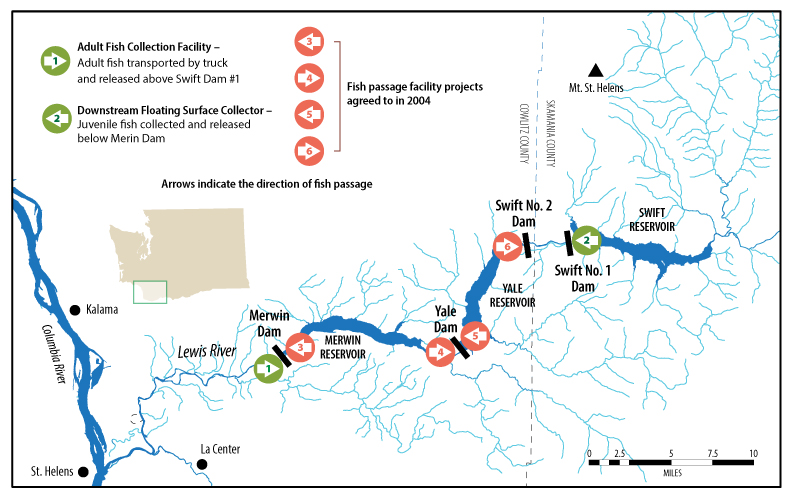 Adult Fish Collection Facility –
Adult fish transported by truck
and released above Swift Dam #1
Downstream Floating Surface Collector –
Juvenile fish collected and released
below Merin Dam
1
2
3
4
5
6
Fish passage facility projects
agreed to in 2004
Arrows indicate the direction of fish passage
Mt. St. Helens
COWLITZ COUNTY
SKAMANIA COUNTY
Swift No. 2
Dam
6
2
SWIFT
RESERVOIR
Swift No. 1
Dam
YALE
RESERVOIR
Kalama
Columbia River
Lewis River
Merwin
Dam
3
1
MERWIN
RESERVOIR
Yale
Dam
4
5
La Center
St. Helens
0 2.5 5 7.5 10
MILES